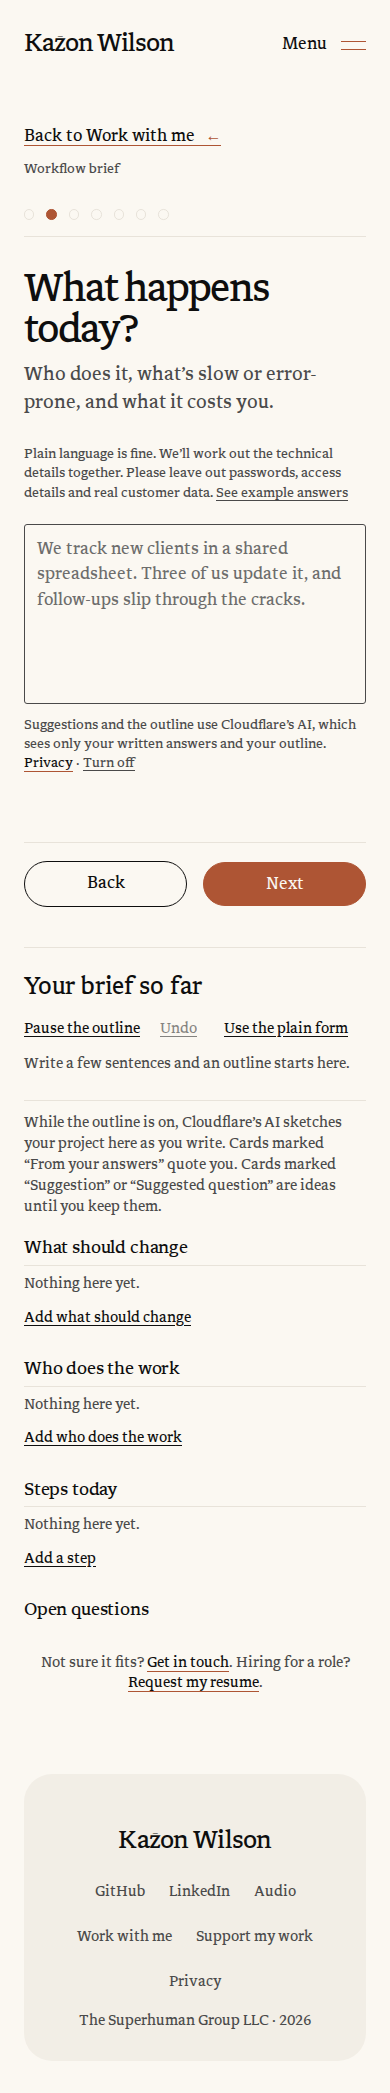 Kažon Wilson
Menu
Back to Work with me ←
Workflow brief
What happens
today?
Who does it, what’s slow or error-
prone, and what it costs you.
Plain language is fine. We’ll work out the technical
details together. Please leave out passwords, access
details and real customer data. See example answers
We track new clients in a shared
spreadsheet. Three of us update it, and
follow-ups slip through the cracks.
Suggestions and the outline use Cloudflare’s AI, which
sees only your written answers and your outline.
Privacy · Turn off
Back
Next
Your brief so far
Pause the outline
Undo
Use the plain form
Write a few sentences and an outline starts here.
While the outline is on, Cloudflare’s AI sketches
your project here as you write. Cards marked
“From your answers” quote you. Cards marked
“Suggestion” or “Suggested question” are ideas
until you keep them.
What should change
Nothing here yet.
Add what should change
Who does the work
Nothing here yet.
Add who does the work
Steps today
Nothing here yet.
Add a step
Open questions
Not sure it fits? Get in touch. Hiring for a role?
Request my resume.
Kažon Wilson
GitHub
LinkedIn
Audio
Work with me
Support my work
Privacy
The Superhuman Group LLC · 2026